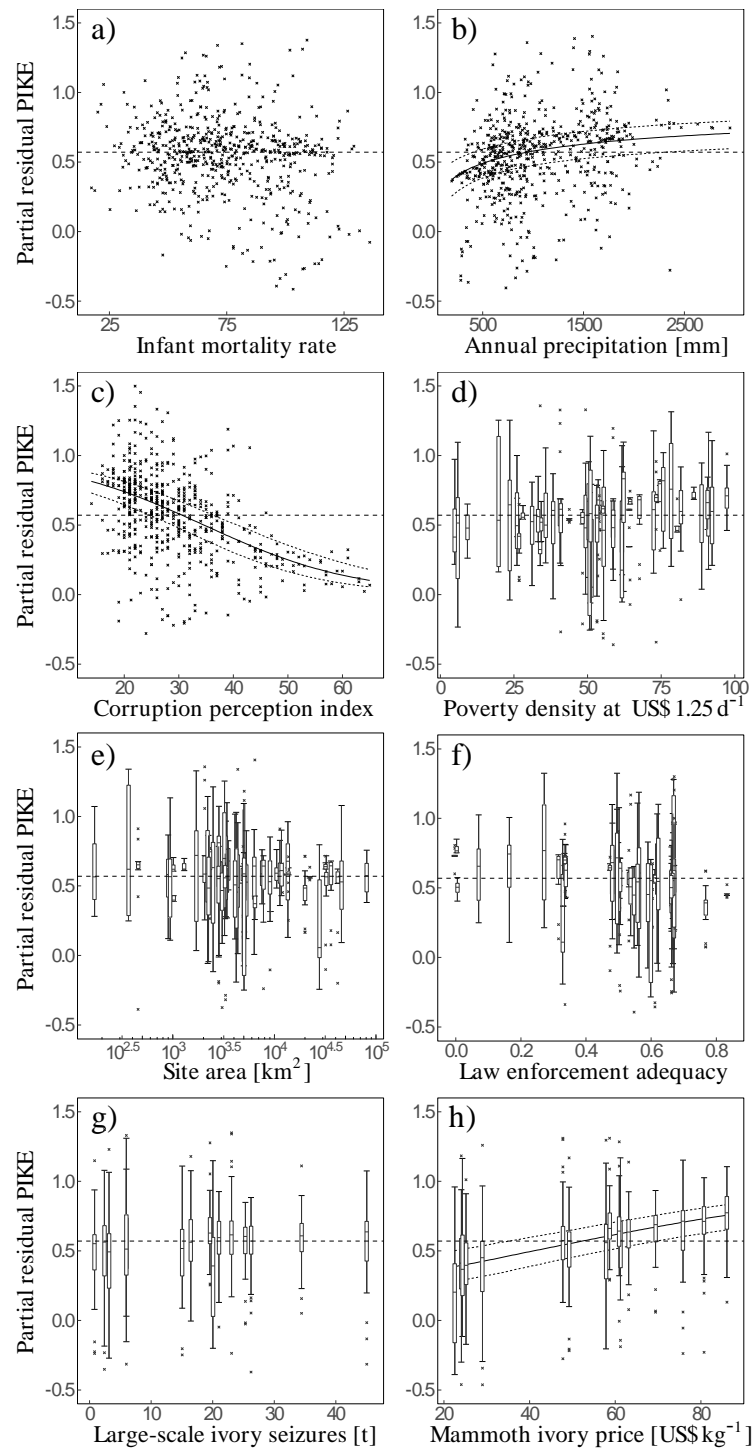 a)
1.5
1.0
0.5
0.0
-0.5
Partial residual PIKE
25 75 125
Infant mortality rate
b)
1.5
1.0
0.5
0.0
-0.5
500 1500 2500
Annual precipitation [mm]
c)
1.5
1.0
0.5
0.0
-0.5
Partial residual PIKE
20 30 40 50 60
Corruption perception index
d)
1.5
1.0
0.5
0.0
-0.5
0 25 50 75 100
Poverty density at US$ 1.25 d⁻¹
e)
1.5
1.0
0.5
0.0
-0.5
Partial residual PIKE
10^2.5 10^3 10^3.5 10^4 10^4.5 10^5
Site area [km²]
f)
1.5
1.0
0.5
0.0
-0.5
0.0 0.2 0.4 0.6 0.8
Law enforcement adequacy
g)
1.5
1.0
0.5
0.0
-0.5
Partial residual PIKE
0 10 20 30 40
Large-scale ivory seizures [t]
h)
1.5
1.0
0.5
0.0
-0.5
20 40 60 80
Mammoth ivory price [US$ kg⁻¹]